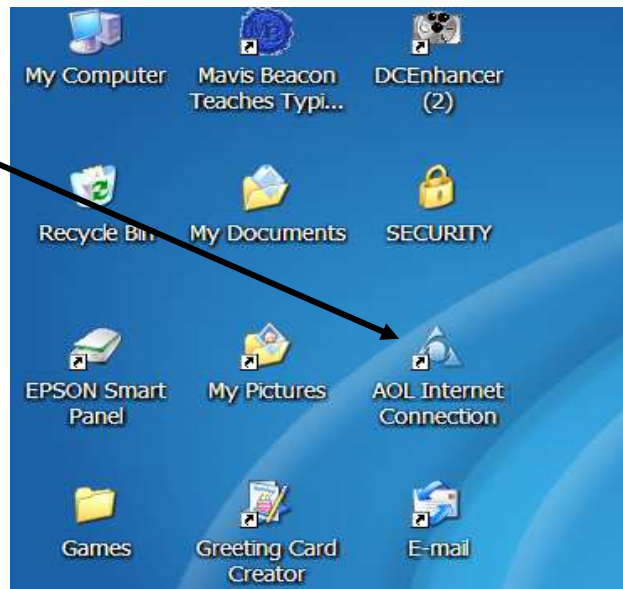 My Computer
Mavis Beacon
Teaches Typi...
DCEnhancer
(2)
Recycle Bin
My Documents
SECURITY
EPSON Smart
Panel
My Pictures
AOL Internet
Connection
Games
Greeting Card
Creator
E-mail